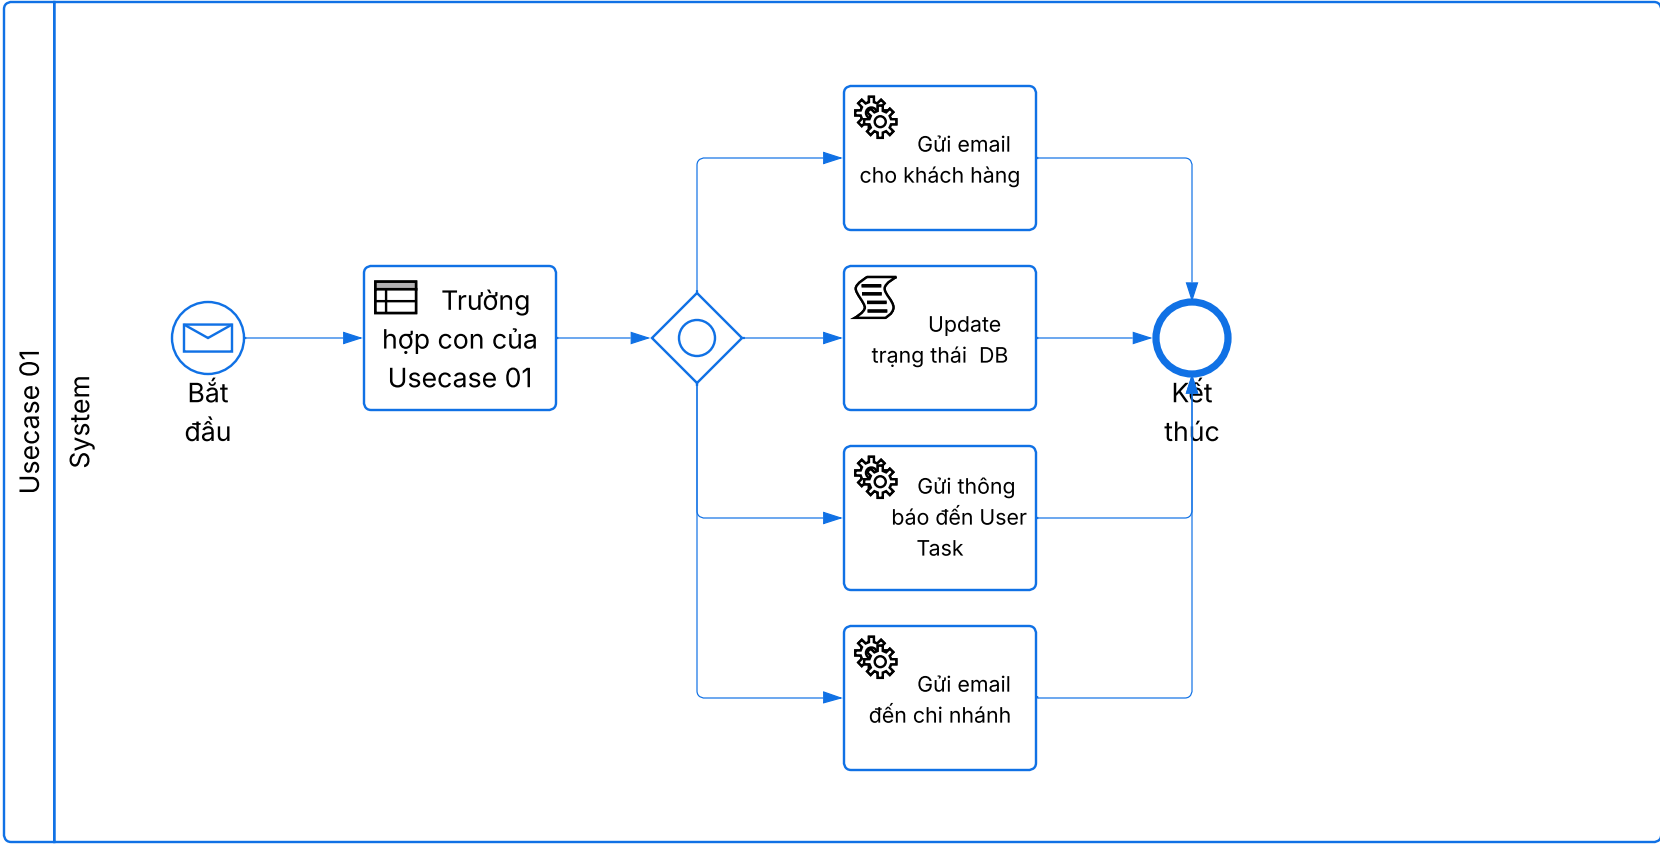 Usecase 01
System
Bắt
đầu
Trường
hợp con của
Usecase 01
Gửi email
cho khách hàng
Update
trạng thái  DB
Gửi thông
báo đến User
Task
Gửi email
đến chi nhánh
Kết
thúc